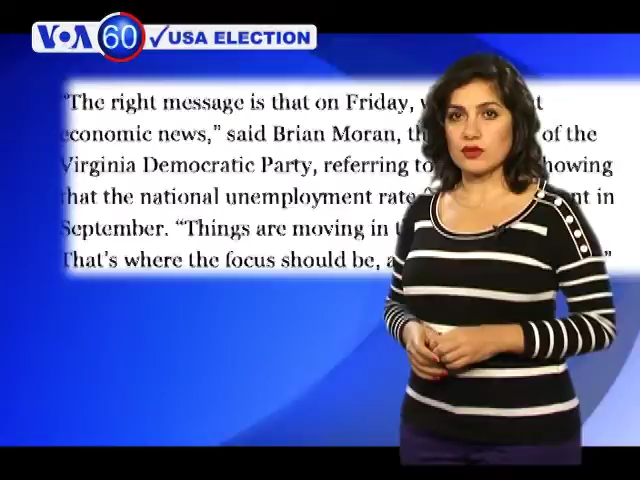 VOA 60 ✓USA ELECTION
“The right message is that on Friday,
economic news,” said Brian Moran, of the
Virginia Democratic Party, referring to
that the national unemployment rate in
September. “Things are moving in
That’s where the focus should be, ”